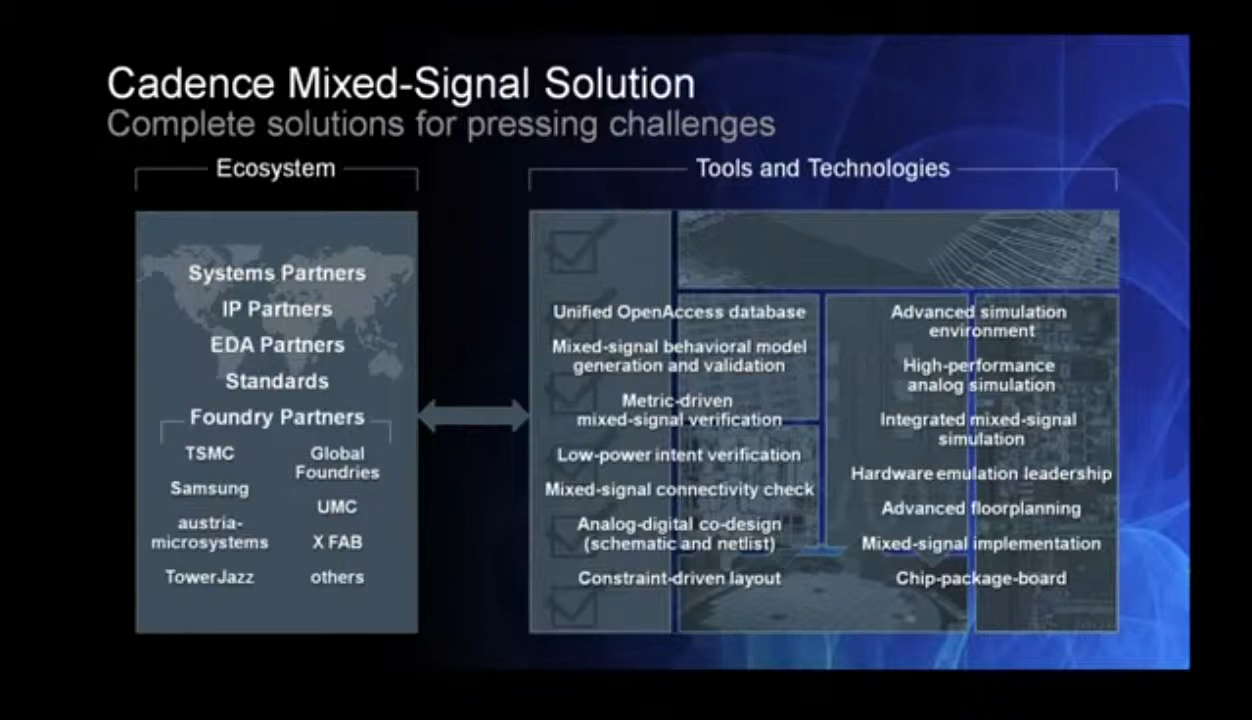 Cadence Mixed-Signal Solution
Complete solutions for pressing challenges
Ecosystem
Systems Partners
IP Partners
EDA Partners
Standards
Foundry Partners
TSMC
Samsung
austria-
microsystems
TowerJazz
Global
Foundries
UMC
X FAB
others
Tools and Technologies
Unified OpenAccess database
Mixed-signal behavioral model
generation and validation
Metric-driven
mixed-signal verification
Low-power intent verification
Mixed-signal connectivity check
Analog-digital co-design
(schematic and netlist)
Constraint-driven layout
Advanced simulation
environment
High-performance
analog simulation
Integrated mixed-signal
simulation
Hardware emulation leadership
Advanced floorplanning
Mixed-signal implementation
Chip-package-board